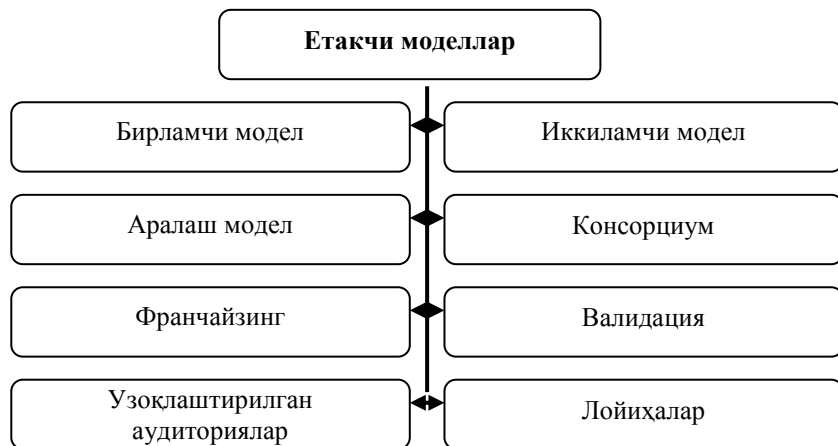 Етакчи моделлар
Бирламчи модел
Иккиламчи модел
Аралаш модел
Консорциум
Франчайзинг
Валидация
Узоқлаштирилган
аудиториялар
Лойиҳалар